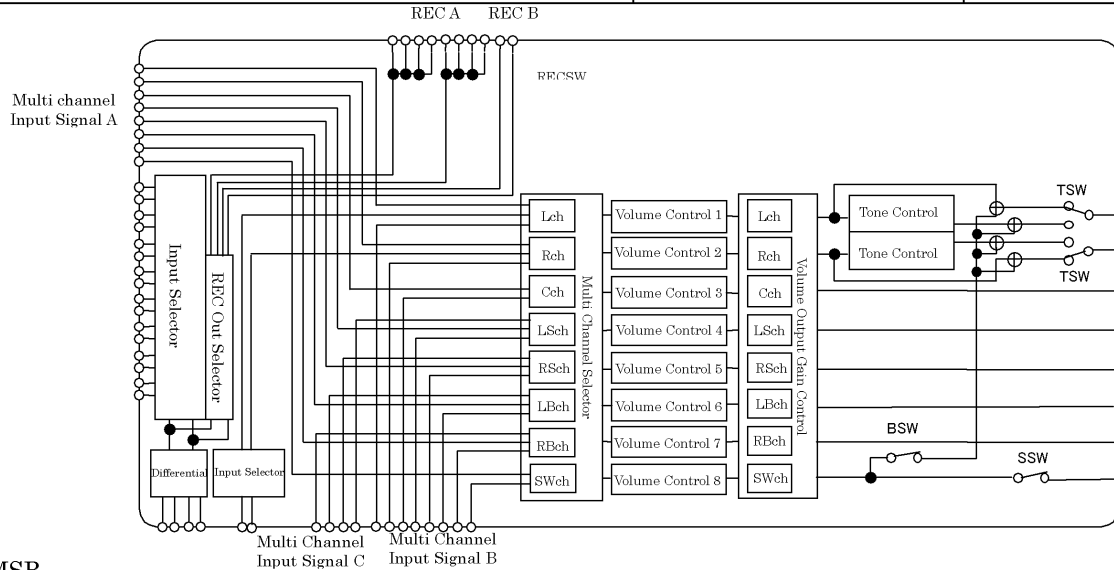 REC A
REC B
RECSW
Multi channel
Input Signal A
Input Selector
REC Out Selector
Differential
Input Selector
Multi Channel
Input Signal C
Multi Channel
Input Signal B
Lch
Rch
Cch
LSch
RSch
LBch
RBch
SWch
Multi Channel Selector
Volume Control 1
Volume Control 2
Volume Control 3
Volume Control 4
Volume Control 5
Volume Control 6
Volume Control 7
Volume Control 8
Lch
Rch
Cch
LSch
RSch
LBch
RBch
SWch
Volume Output Gain Control
Tone Control
Tone Control
TSW
TSW
BSW
SSW